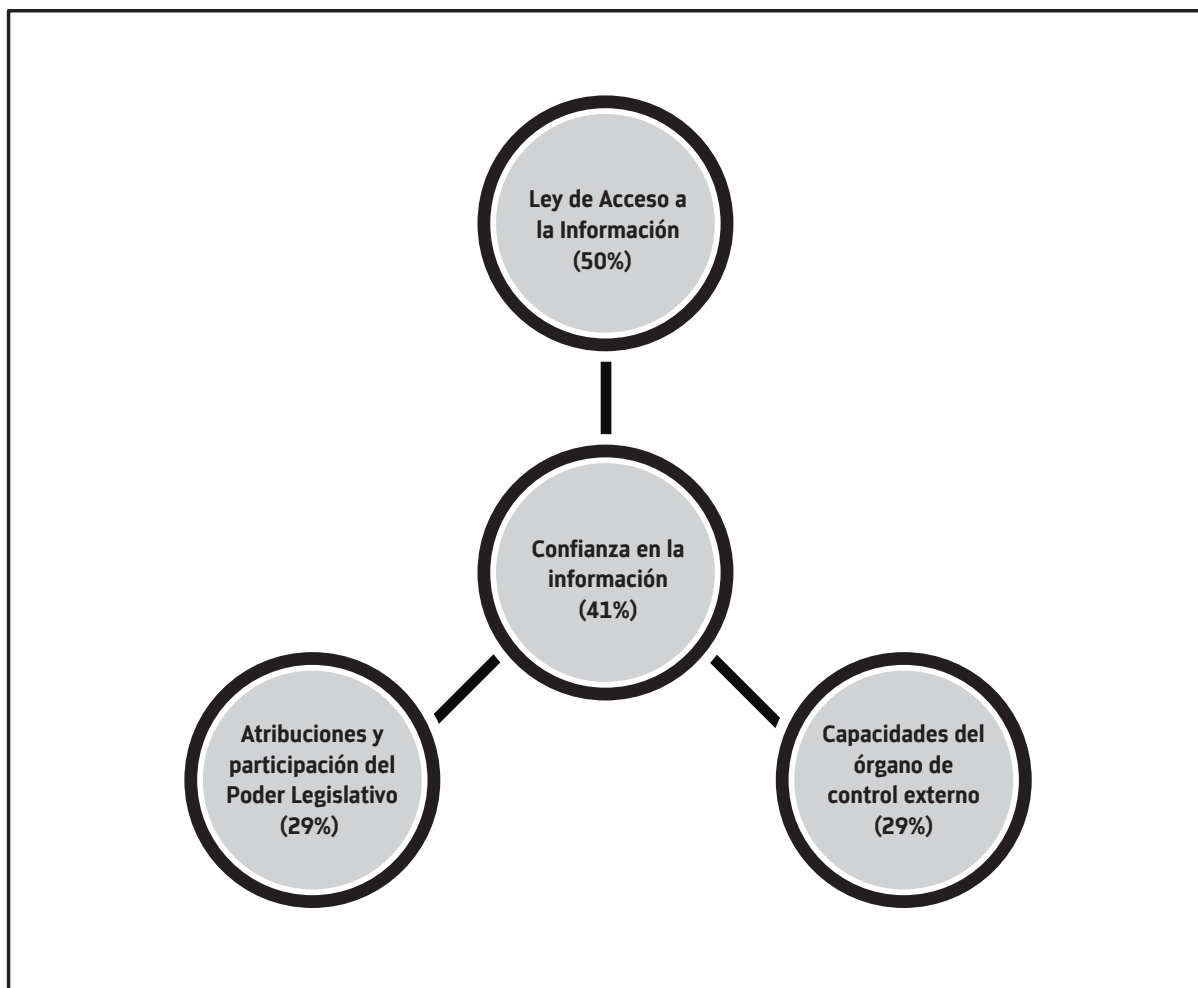 Ley de Acceso a
la Información
(50%)
Confianza en la
información
(41%)
Atribuciones y
participación del
Poder Legislativo
(29%)
Capacidades del
órgano de
control externo
(29%)